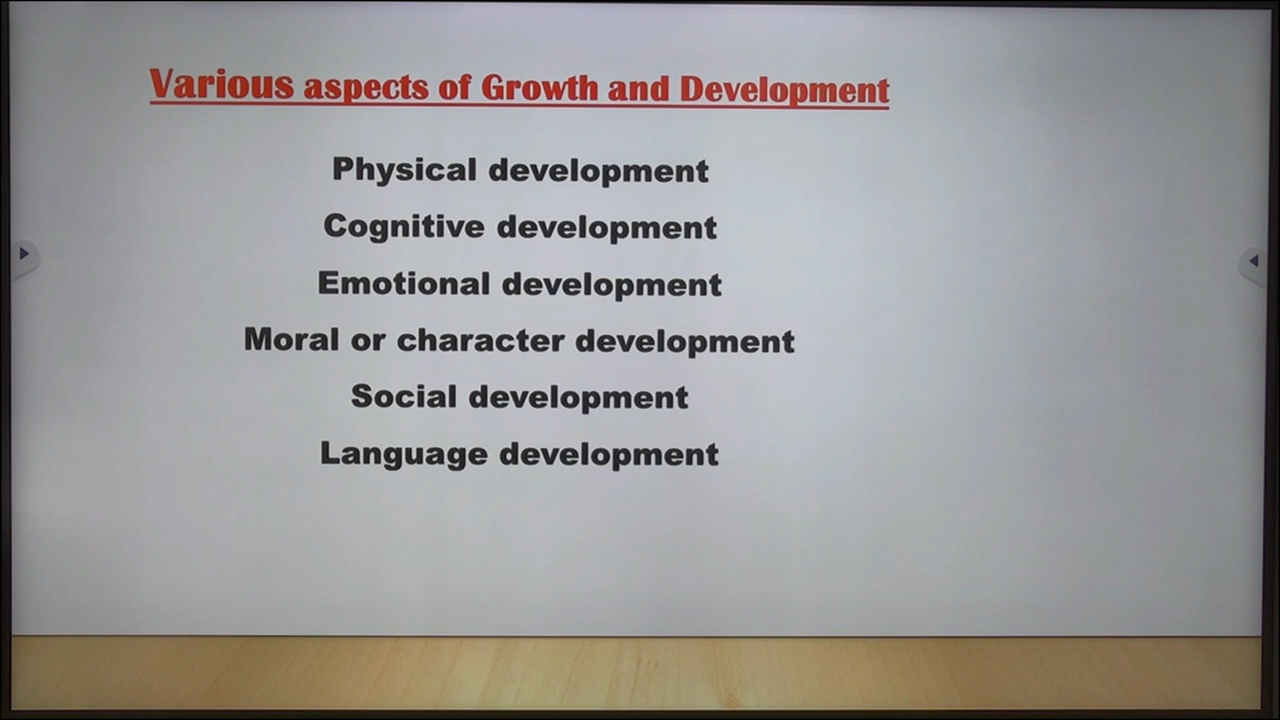 Various aspects of Growth and Development
Physical development
Cognitive development
Emotional development
Moral or character development
Social development
Language development